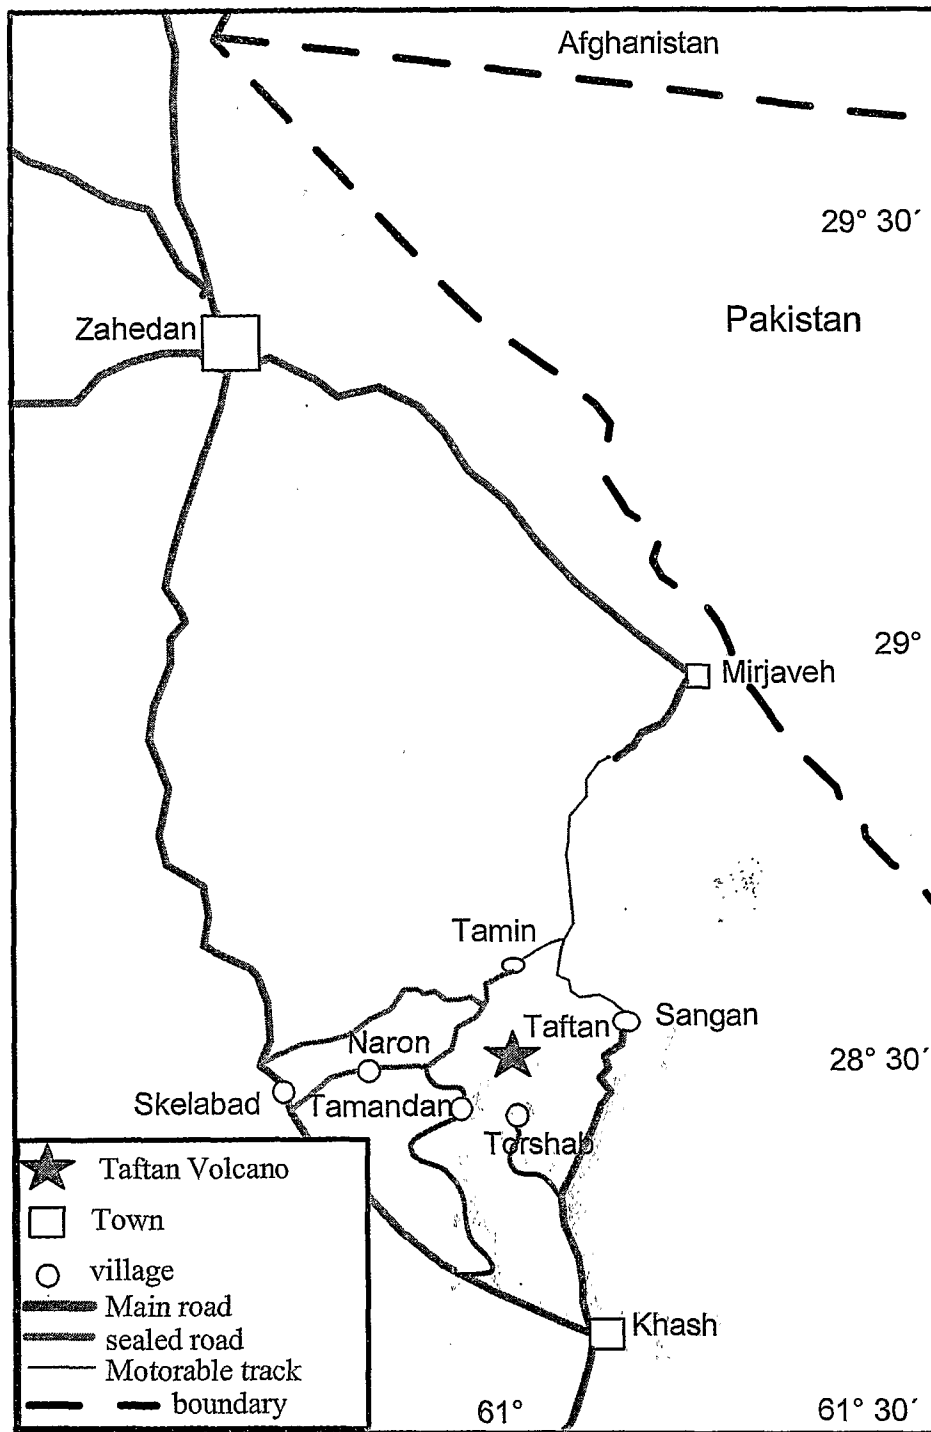 Afghanistan
29° 30´
Pakistan
Zahedan
29°
Mirjaveh
Tamin
Sangan
Taftan
Naron
28° 30´
Skelabad
Tamandan
Torshab
Taftan Volcano
Town
village
Main road
sealed road
Motorable track
boundary
Khash
61°
61° 30´